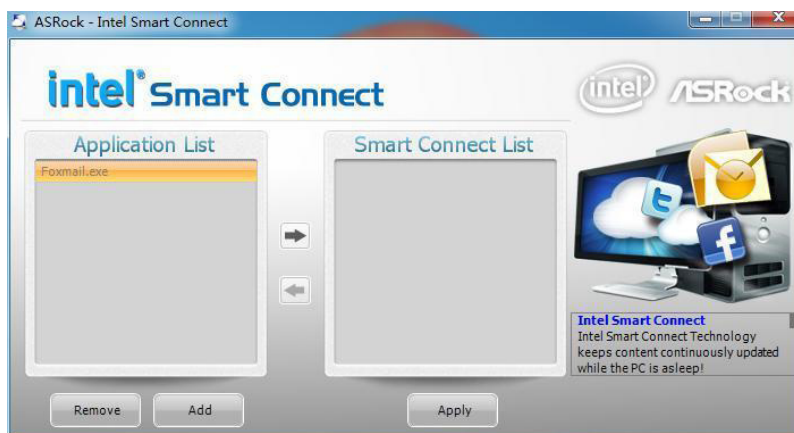 ASRock - Intel Smart Connect
intel® Smart Connect
intel ASRock
Application List
Smart Connect List
Foxmail.exe
Intel Smart Connect
Intel Smart Connect Technology
keeps content continuously updated
while the PC is asleep!
Remove
Add
Apply